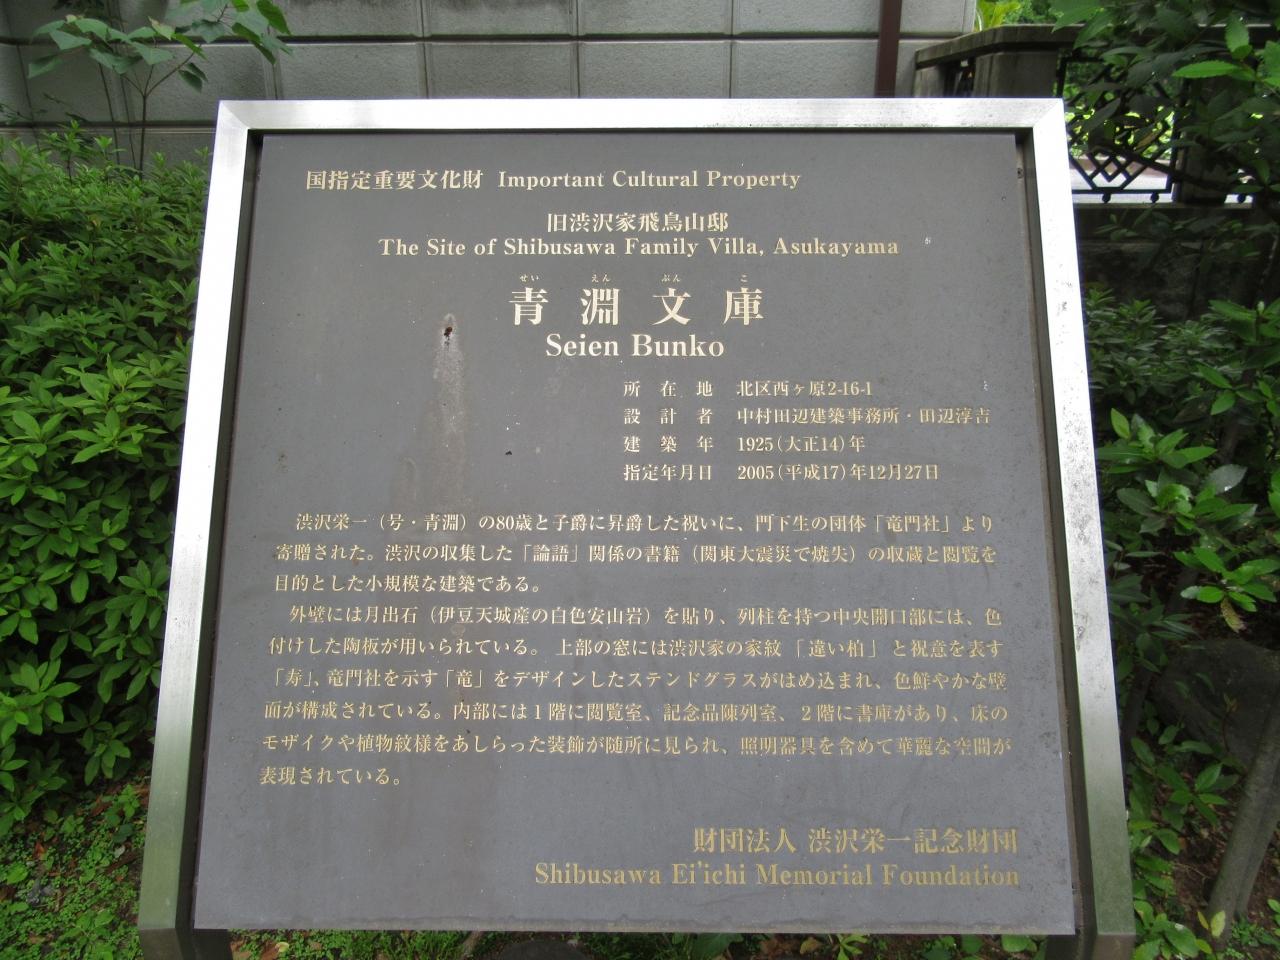 国指定重要文化財 Important Cultural Property
旧渋沢家飛鳥山邸
The Site of Shibusawa Family Villa, Asukayama
せい えん ぶん こ
青淵文庫
Seien Bunko
所在地 北区西ヶ原2-16-1
設計者 中村田辺建築事務所・田辺淳吉
建築年 1925(大正14)年
指定年月日 2005(平成17)年12月27日
渋沢栄一（号・青淵）の80歳と子爵に昇爵した祝いに、門下生の団体「竜門社」より
寄贈された。渋沢の収集した「論語」関係の書籍（関東大震災で焼失）の収蔵と閲覧を
目的とした小規模な建築である。
外壁には月出石（伊豆天城産の白色安山岩）を貼り、列柱を持つ中央開口部には、色
付けした陶板が用いられている。 上部の窓には渋沢家の家紋「違い柏」と祝意を表す
「寿」、竜門社を示す「竜」をデザインしたステンドグラスがはめ込まれ、色鮮やかな壁
面が構成されている。内部には1階に閲覧室、記念品陳列室、2階に書庫があり、床の
モザイクや植物紋様をあしらった装飾が随所に見られ、照明器具を含めて華麗な空間が
表現されている。
財団法人 渋沢栄一記念財団
Shibusawa Ei'ichi Memorial Foundation